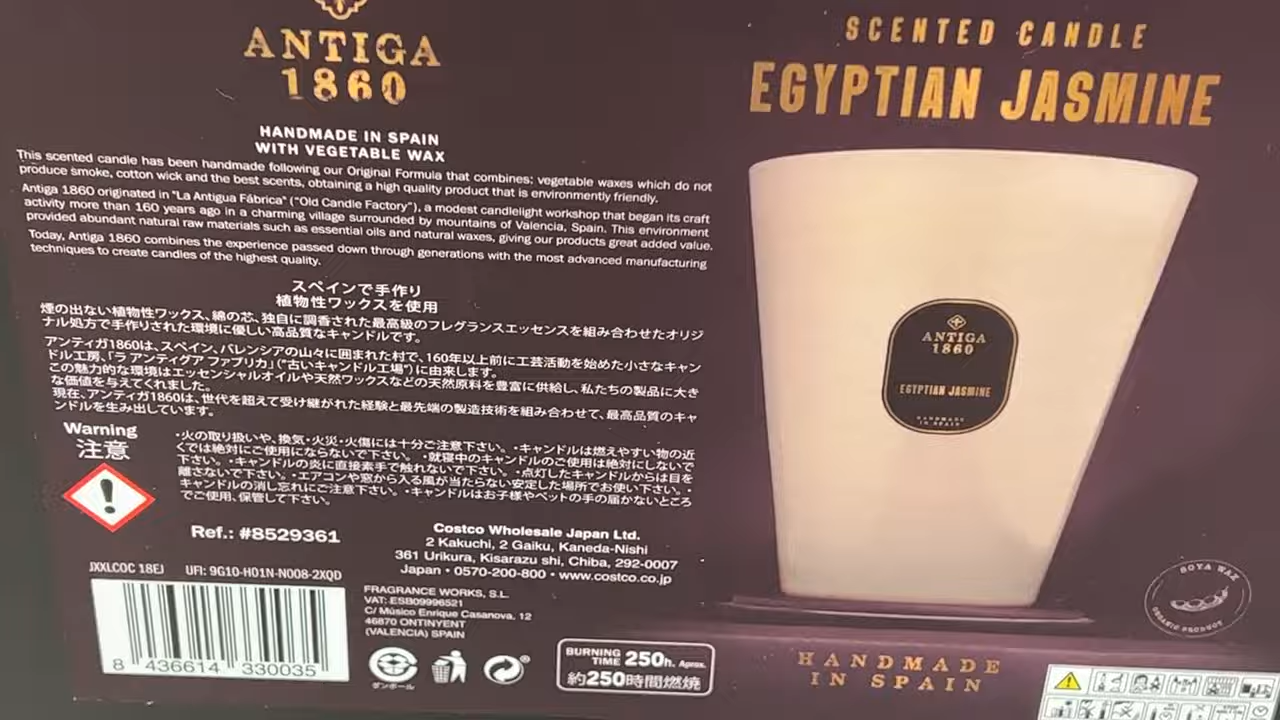 ANTIGA
1860
HANDMADE IN SPAIN
WITH VEGETABLE WAX
This scented candle has been handmade following our Original Formula that combines: vegetable waxes which do not
produce smoke, cotton wick and the best scents, obtaining a high quality product that is environmently friendly.
Antiga 1860 originated in "La Antigua Fábrica" ("Old Candle Factory"), a modest candlelight workshop that began its craft
activity more than 160 years ago in a charming village surrounded by mountains of Valencia, Spain. This environment
provided abundant natural raw materials such as essential oils and natural waxes, giving our products great added value.
Today, Antiga 1860 combines the experience passed down through generations with the most advanced manufacturing
techniques to create candles of the highest quality.
スペインで手作り
植物性ワックスを使用
煙の出ない植物性ワックス、綿の芯、独自に調香された最高級のフレグランスエッセンスを組み合わせたオリジ
ナル処方で手作りされた環境に優しい高品質なキャンドルです。
アンティガ1860は、スペイン、バレンシアの山々に囲まれた村で、160年以上前に工芸活動を始めた小さなキャン
ドル工房、「ラ アンティグア ファブリカ」("古いキャンドル工場")に由来します。
この魅力的な環境はエッセンシャルオイルや天然ワックスなどの天然原料を豊富に供給し、私たちの製品に大き
な価値を与えてくれました。
現在、アンティガ1860は、世代を超えて受け継がれた経験と最先端の製造技術を組み合わせて、最高品質のキャ
ンドルを生み出しています。
Warning
注意
・火の取り扱いや、換気・火災・火傷には十分ご注意下さい。・キャンドルは燃えやすい物の近
くでは絶対にご使用にならないで下さい。・就寝中のキャンドルのご使用は絶対にしないで
下さい。・キャンドルの炎に直接素手で触れないで下さい。・点灯したキャンドルからは目を
離さないで下さい。・エアコンや窓から入る風が当たらない安定した場所でお使い下さい。・
キャンドルの消し忘れにご注意下さい。・キャンドルはお子様やペットの手の届かないところ
でご使用、保管して下さい。
Ref.: #8529361
Costco Wholesale Japan Ltd.
2 Kakuchi, 2 Gaiku, Kaneda-Nishi
361 Urikura, Kisarazu shi, Chiba, 292-0007
Japan • 0570-200-800 • www.costco.co.jp
JXXLCOC 18EJ UFI: 9G10-H01N-N008-2XQD
8 436614 330035
FRAGRANCE WORKS, S.L.
VAT: ESB09996521
C/ Músico Enrique Casanova, 12
46870 ONTINYENT
(VALENCIA) SPAIN
ダンボール
BURNING
TIME 250h. Aprox.
約250時間燃焼
SCENTED CANDLE
EGYPTIAN JASMINE
ANTIGA
1860
EGYPTIAN JASMINE
HANDMADE
IN SPAIN
SOYA WAX
ORGANIC PRODUCT
HANDMADE
IN SPAIN